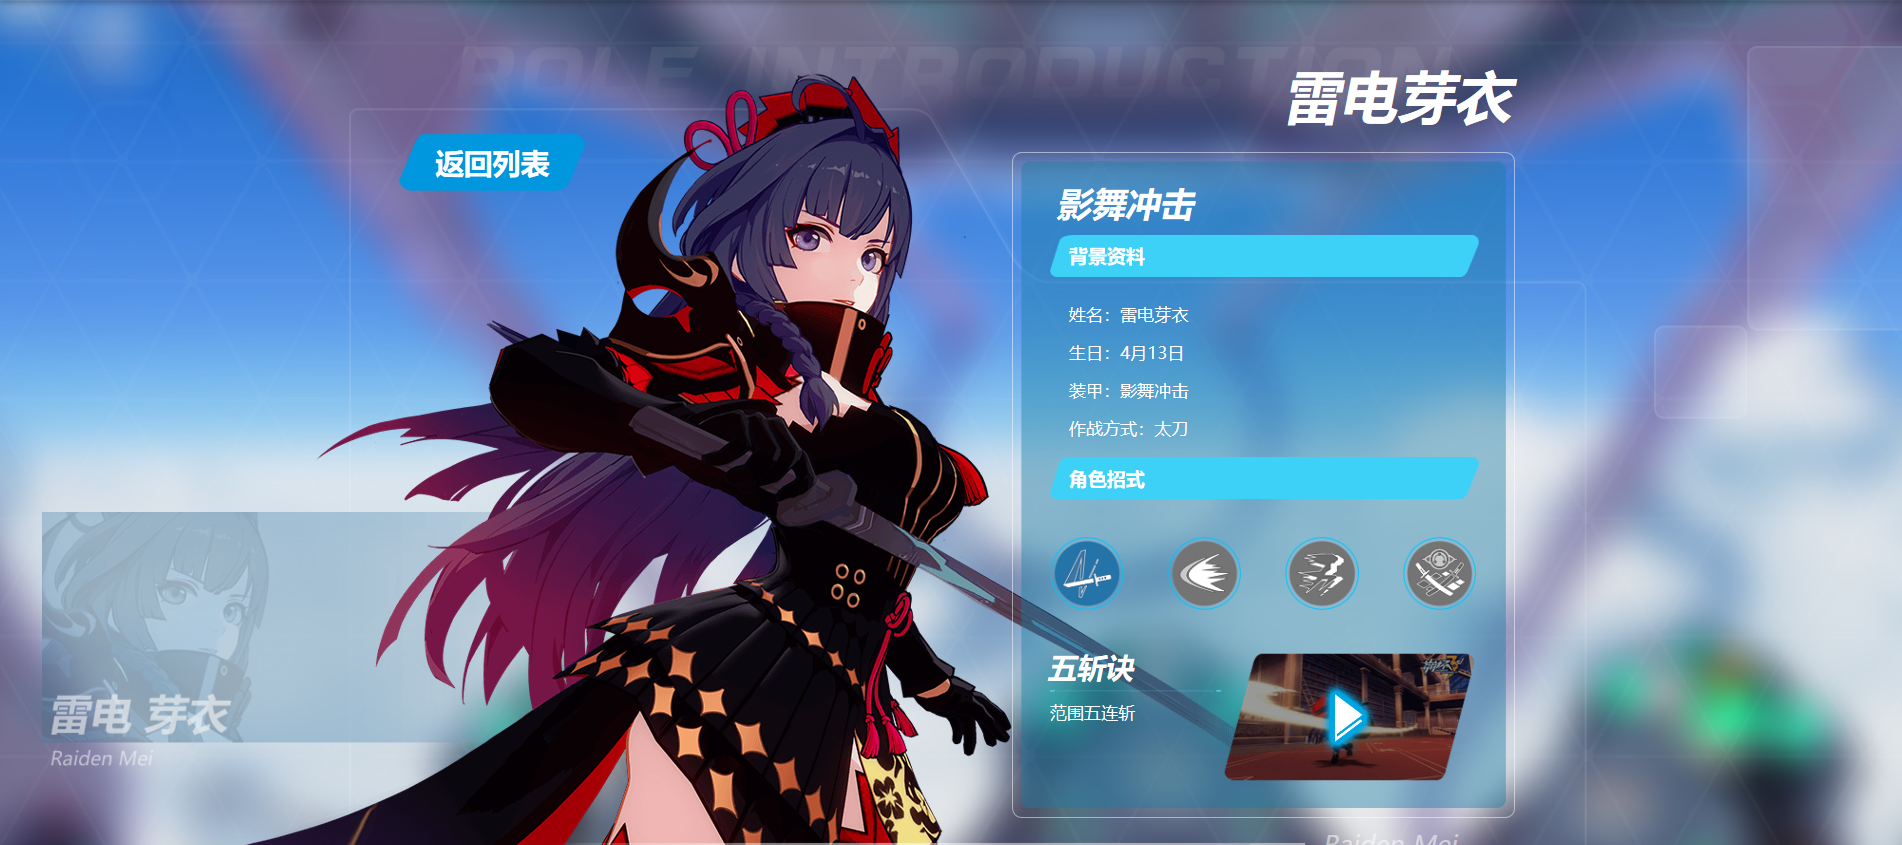 ROLE INTRODUCTION
雷电芽衣
返回列表
影舞冲击
背景资料
姓名：雷电芽衣
生日：4月13日
装甲：影舞冲击
作战方式：太刀
角色招式
五斩诀
范围五连斩
雷电 芽衣
Raiden Mei
Raiden Mei